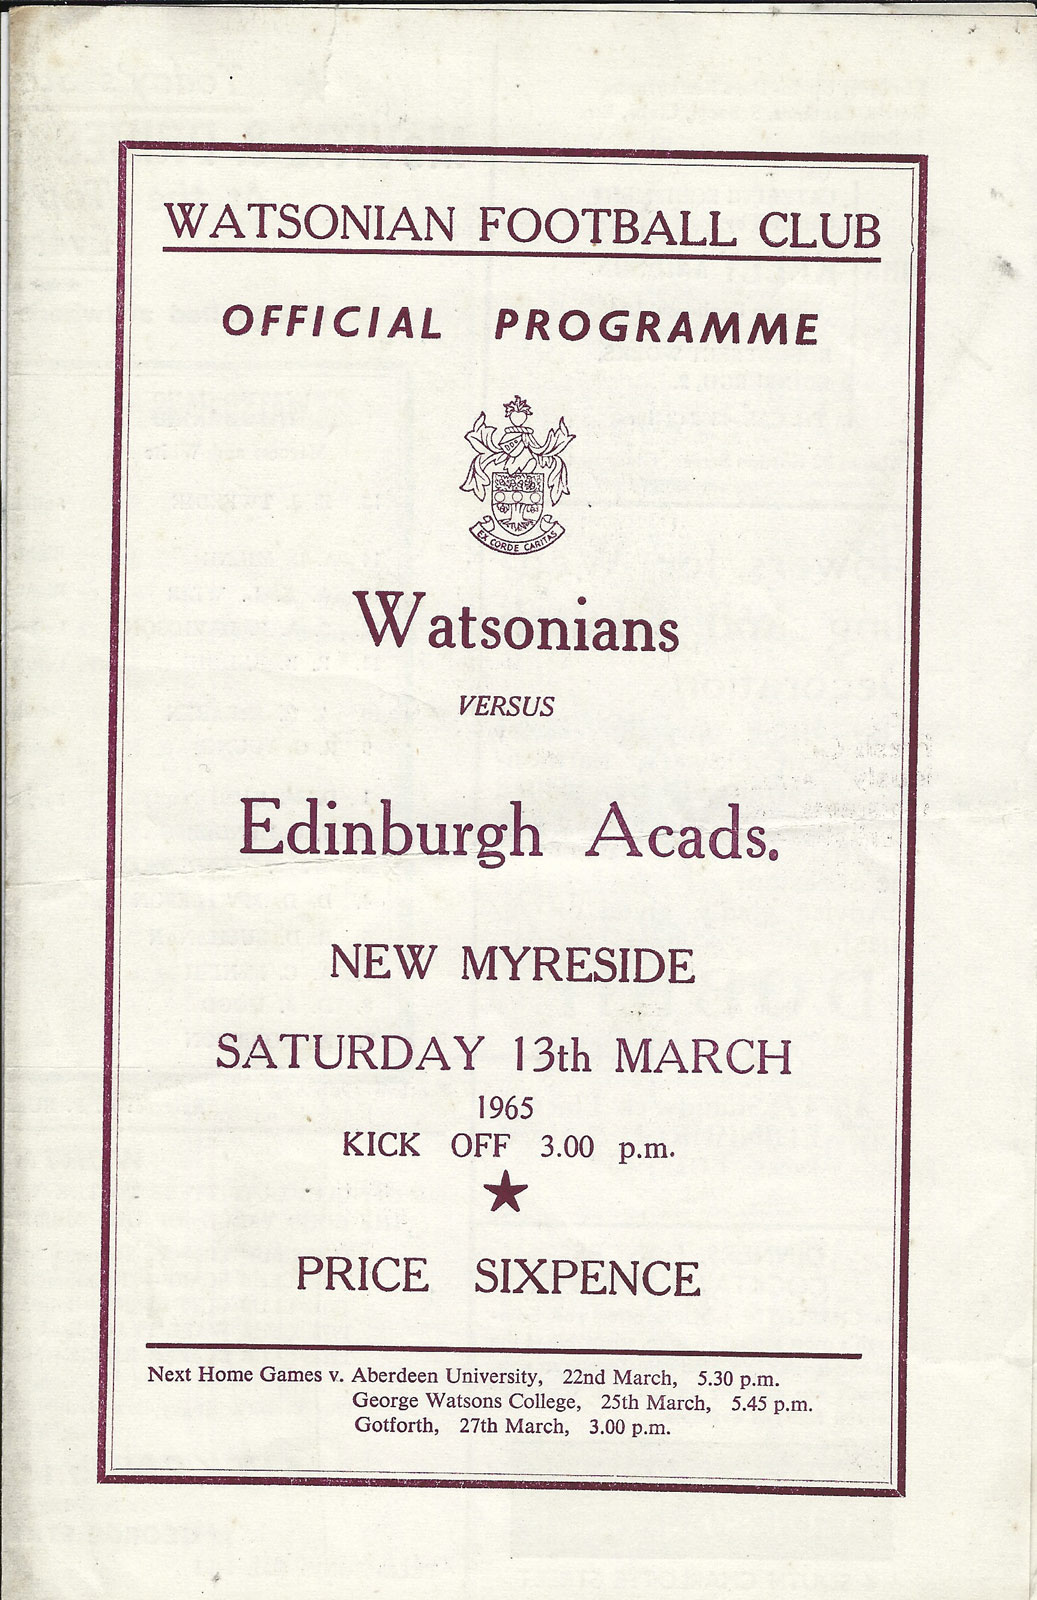 WATSONIAN FOOTBALL CLUB
OFFICIAL PROGRAMME
EX CORDE CARITAS
Watsonians
VERSUS
Edinburgh Acads.
NEW MYRESIDE
SATURDAY 13th MARCH
1965
KICK OFF 3.00 p.m.
PRICE SIXPENCE
Next Home Games v. Aberdeen University, 22nd March, 5.30 p.m.
George Watsons College, 25th March, 5.45 p.m.
Gotforth, 27th March, 3.00 p.m.